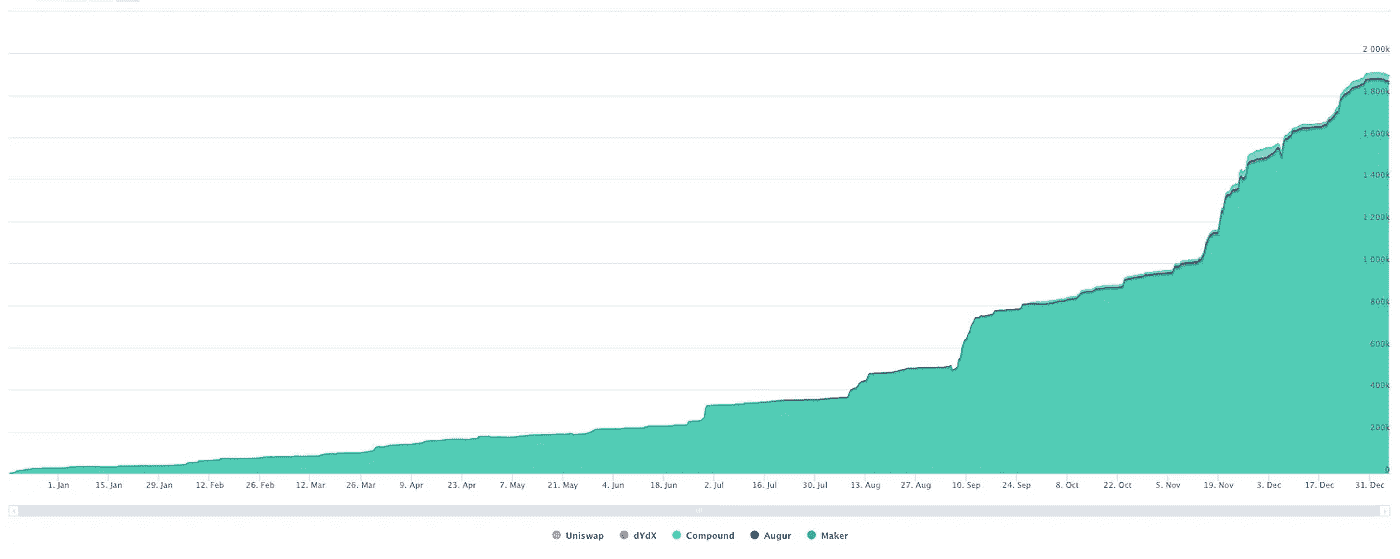 2 000k
1 800k
1 600k
1 400k
1 200k
1 000k
800k
600k
400k
200k
0
1. Jan 15. Jan 29. Jan 12. Feb 26. Feb 12. Mar 26. Mar 9. Apr 23. Apr 7. May 21. May 4. Jun 18. Jun 2. Jul 16. Jul 30. Jul 13. Aug 27. Aug 10. Sep 24. Sep 8. Oct 22. Oct 5. Nov 19. Nov 3. Dec 17. Dec 31. Dec
Uniswap dYdX Compound Augur Maker